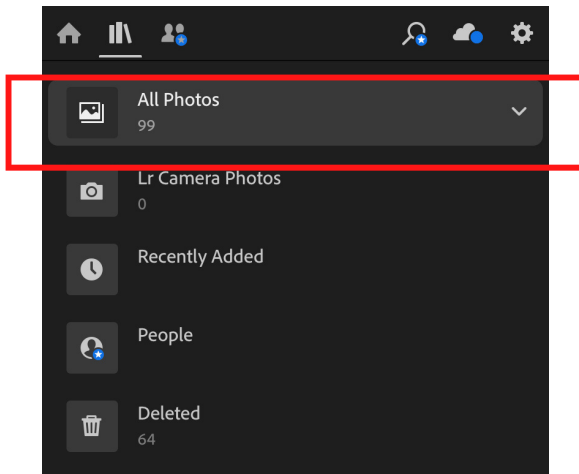 All Photos
99
Lr Camera Photos
0
Recently Added
People
Deleted
64